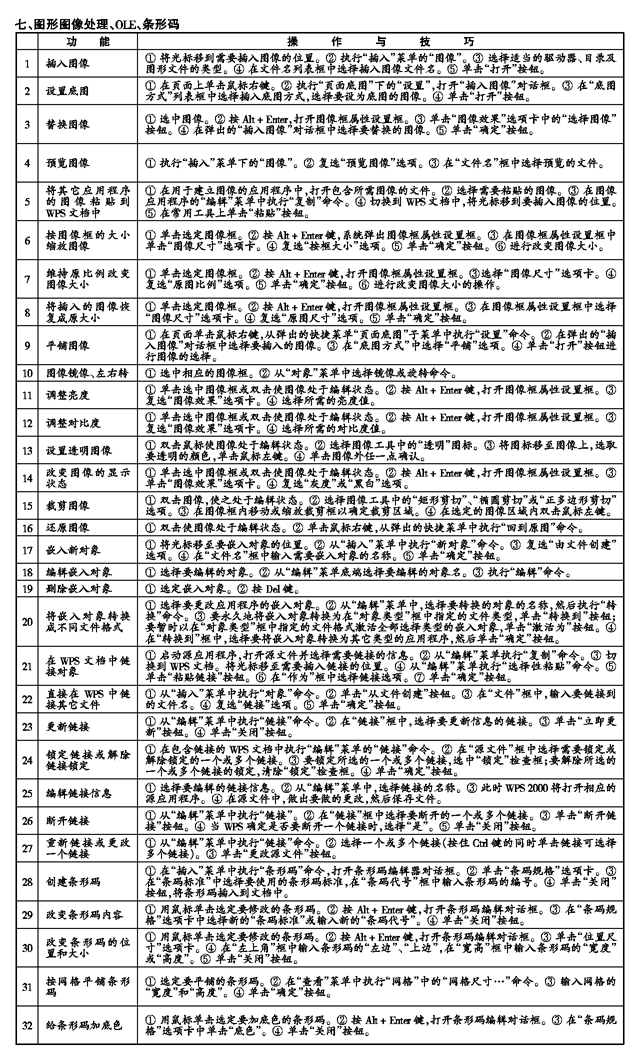 七、图形图像处理、OLE、条形码
功 能 操 作 与 技 巧
1 插入图像 ① 将光标移到需要插入图像的位置。② 执行“插入”菜单的“图像”。③ 选择适当的驱动器、目录及
图形文件的类型。④ 在文件名列表框中选择插入图像文件名。⑤ 单击“打开”按钮。
2 设置底图 ① 在页面上单击鼠标右键。② 执行“页面底图”下的“设置”,打开“插入图像”对话框。③ 在“底图
方式”列表框中选择插入底图方式,选择要设为底图的图像。④ 单击“打开”按钮。
3 替换图像 ① 选中图像。② 按 Alt + Enter,打开图像框属性设置框。③ 单击“图像效果”选项卡中的“选择图像”
按钮。④ 在弹出的“插入图像”对话框中选择要替换的图像。⑤ 单击“确定”按钮。
4 预览图像 ① 执行“插入”菜单下的“图像”。② 复选“预览图像”选项。③ 在“文件名”框中选择预览的文件。
5 将其它应用程序的图像粘贴到 WPS 文档中 ① 在用于建立图像的应用程序中,打开包含所需图像的文件。② 选择需要粘贴的图像。③ 在图像
应用程序的“编辑”菜单中执行“复制”命令。④ 切换到 WPS 文档中,将光标移到要插入图像的位置。
⑤ 在常用工具上单击“粘贴”按钮。
6 按图像框的大小缩放图像 ① 单击选定图像框。② 按 Alt + Enter 键,系统弹出图像框属性设置框。③ 在图像框属性设置框中
单击“图像尺寸”选项卡。④ 复选“按框大小”选项。⑤ 单击“确定”按钮。⑥ 进行改变图像大小。
7 维持原比例改变图像大小 ① 单击选定图像框。② 按 Alt + Enter 键,打开图像框属性设置框。③选择“图像尺寸”选项卡。④
复选“原图比例”选项。⑤ 单击“确定”按钮。⑥ 进行改变图像大小的操作。
8 将插入的图像恢复成原大小 ① 单击选定图像框。② 按 Alt + Enter 键,打开图像框属性设置框。③ 在图像框属性设置框中选择
“图像尺寸”选项卡。④ 复选“原图尺寸”选项。⑤ 单击“确定”按钮。
9 平铺图像 ① 在页面单击鼠标右键,从弹出的快捷菜单“页面底图”子菜单中执行“设置”命令。② 在弹出的“插
入图像”对话框中选择要插入的图像。③ 在“底图方式”中选择“平铺”选项。④ 单击“打开”按钮进
行图像的选择。
10 图像镜像、左右转 ① 选中相应的图像框。② 从“对象”菜单中选择镜像或旋转命令。
11 调整亮度 ① 单击选中图像框或双击使图像处于编辑状态。② 按 Alt + Enter 键,打开图像框属性设置框。③
复选“图像效果”选项卡。④ 选择所需的亮度值。
12 调整对比度 ① 单击选中图像框或双击使图像处于编辑状态。② 按 Alt + Enter 键,打开图像框属性设置框。③
复选“图像效果”选项卡。④ 选择所需的对比度值。
13 设置透明图像 ① 双击鼠标使图像处于编辑状态。② 选择图像工具中的“透明”图标。③ 将图标移至图像上,选取
要透明的颜色,单击鼠标左键。④ 单击图像外任一点确认。
14 改变图像的显示状态 ① 单击选中图像框或双击使图像处于编辑状态。② 按 Alt + Enter 键,打开图像框属性设置框。③
单击“图像效果”选项卡。④ 复选“灰度”或“黑白”选项。
15 裁剪图像 ① 双击图像,使之处于编辑状态。② 选择图像工具中的“矩形剪切”、“椭圆剪切”或“正多边形剪切”
选项。③ 在图像框内移动或缩放裁剪框以确定裁剪区域。④ 在选定的图像区域内双击鼠标左键。
16 还原图像 ① 双击使图像处于编辑状态。② 单击鼠标右键,从弹出的快捷菜单中执行“回到原图”命令。
17 嵌入新对象 ① 将光标移至要嵌入对象的位置。② 从“插入”菜单中执行“新对象”命令。③ 复选“由文件创建”
选项。④ 在“文件名”框中输入需要嵌入对象的名称。⑤ 单击“确定”按钮。
18 编辑嵌入对象 ① 选择要编辑的对象。② 从“编辑”菜单底端选择要编辑的对象名。③ 执行“编辑”命令。
19 删除嵌入对象 ① 选定嵌入对象。② 按 Del 键。
20 将嵌入对象转换成不同文件格式 ① 选择要更改应用程序的嵌入对象。② 从“编辑”菜单中,选择要转换的对象的名称,然后执行“转
换”命令。③ 要永久地将嵌入对象转换为在“对象类型”框中指定的文件类型,单击“转换到”按钮;
要暂时以在“对象类型”框中指定的文件格式激活全部选择类型的嵌入对象,单击“激活为”按钮。④
在“转换到”框中,选择要将嵌入对象转换为其它类型的应用程序,然后单击“确定”按钮。
21 在 WPS 文档中链接对象 ① 启动源应用程序,打开源文件并选择需要链接的信息。② 从“编辑”菜单中执行“复制”命令。③ 切
换到 WPS 文档。将光标移至需要插入链接的位置。④ 从“编辑”菜单执行“选择性粘贴”命令。⑤
单击“粘贴链接”按钮。⑥ 在“作为”框中选择链接选项。⑦ 单击“确定”按钮。
22 直接在 WPS 中链接其它文件 ① 从“插入”菜单中执行“对象”命令。② 单击“从文件创建”按钮。③ 在“文件”框中,输入要链接到
的文件名。④ 复选“链接”选项。⑤ 单击“确定”按钮。
23 更新链接 ① 从“编辑”菜单中执行“链接”命令。② 在“链接”框中,选择要更新信息的链接。③ 单击“立即更
新”按钮。④ 单击“关闭”按钮。
24 锁定链接或解除链接锁定 ① 在包含链接的 WPS 文档中执行“编辑”菜单的“链接”命令。② 在“源文件”框中选择需要锁定或
解除锁定的一个或多个链接。③ 要锁定所选的一个或多个链接,选中“锁定”检查框;要解除所选的
一个或多个链接的锁定,清除“锁定”检查框。④ 单击“确定”按钮。
25 编辑链接信息 ① 选择要编辑的链接信息。② 从“编辑”菜单中,选择链接的名称。③ 此时 WPS 2000 将打开相应的
源应用程序。④ 在源文件中,做出要做的更改,然后保存文件。
26 断开链接 ① 从“编辑”菜单中执行“链接”。② 在“链接”框中选择要断开的一个或多个链接。③ 单击“断开链
接”按钮。④ 当 WPS 确定是否要断开一个链接时,选择“是”。⑤ 单击“关闭”按钮。
27 重新链接或更改一个链接 ① 从“编辑”菜单中执行“链接”命令。② 选择一个或多个链接(按住 Ctrl 键的同时单击链接可选择
多个链接)。③ 单击“更改源文件”按钮。
28 创建条形码 ① 在“插入”菜单中执行“条形码”命令,打开条形码编辑器对话框。② 单击“条码规格”选项卡。③
在“条码标准”中选择要使用的条形码标准,在“条码代号”框中输入条形码的编号。④ 单击“关闭”按
钮,将条形码插入到文档中。
29 改变条形码内容 ① 用鼠标单击选定要修改的条形码。② 按 Alt + Enter 键,打开条形码编辑对话框。③ 在“条码规
格”选项卡中选择新的“条码标准”或输入新的“条码代号”。④ 单击“关闭”按钮。
30 改变条形码的位置和大小 ① 用鼠标单击选定要修改的条形码。② 按 Alt + Enter 键,打开条形码编辑对话框。③ 单击“位置尺
寸”选项卡。④ 在“左上角”框中输入条形码的“左边”、“上边”,在“宽高”框中输入条形码的“宽度”
或“高度”。⑤ 单击“关闭”按钮。
31 按网格平铺条形码 ① 选定要平铺的条形码。② 在“查看”菜单中执行“网格”中的“网格尺寸…”命令。③ 输入网格的
“宽度”和“高度”。④ 单击“确定”按钮。
32 给条形码加底色 ① 用鼠标单击选定要加底色的条形码。② 按 Alt + Enter 键,打开条形码编辑对话框。③ 在“条码规
格”选项卡中单击“底色”。④ 单击“关闭”按钮。